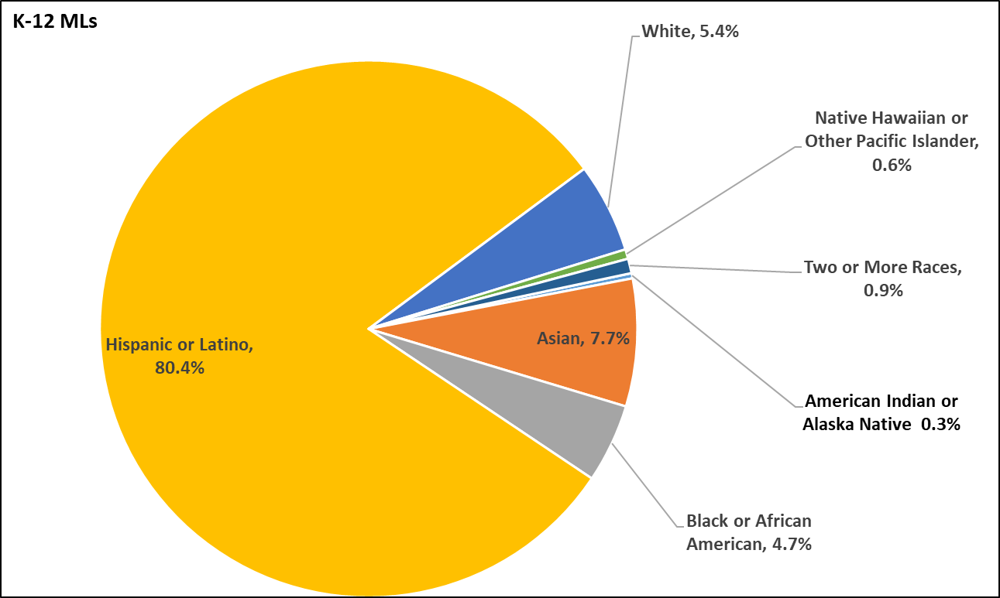 K-12 MLs
White, 5.4%
Native Hawaiian or
Other Pacific Islander,
0.6%
Two or More Races,
0.9%
Hispanic or Latino,
80.4%
Asian, 7.7%
American Indian or
Alaska Native  0.3%
Black or African
American, 4.7%